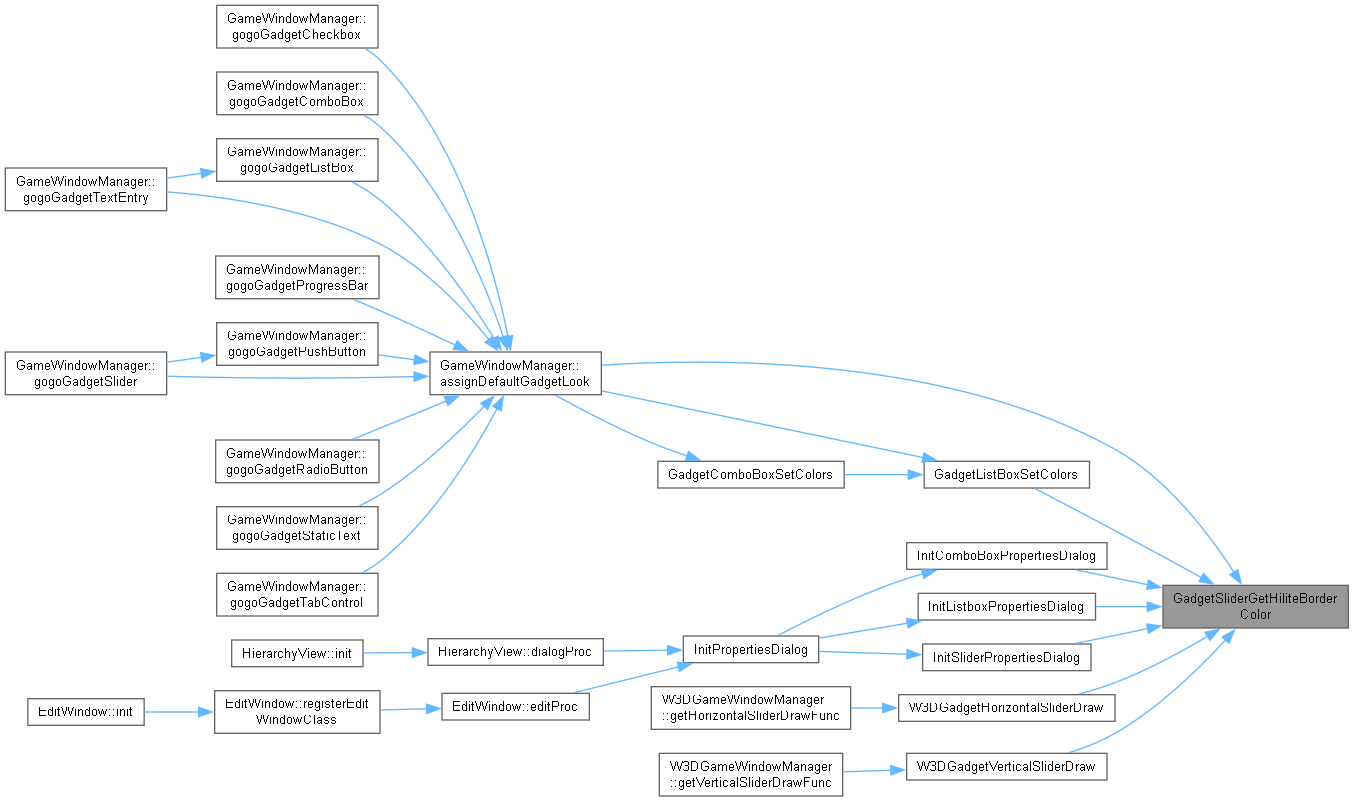 GameWindowManager::
gogoGadgetCheckbox
GameWindowManager::
gogoGadgetComboBox
GameWindowManager::
gogoGadgetListBox
GameWindowManager::
gogoGadgetTextEntry
GameWindowManager::
gogoGadgetProgressBar
GameWindowManager::
gogoGadgetPushButton
GameWindowManager::
gogoGadgetSlider
GameWindowManager::
assignDefaultGadgetLook
GameWindowManager::
gogoGadgetRadioButton
GadgetComboBoxSetColors
GadgetListBoxSetColors
GameWindowManager::
gogoGadgetStaticText
InitComboBoxPropertiesDialog
GameWindowManager::
gogoGadgetTabControl
GadgetSliderGetHiliteBorder
Color
InitListboxPropertiesDialog
HierarchyView::init
HierarchyView::dialogProc
InitPropertiesDialog
InitSliderPropertiesDialog
EditWindow::init
EditWindow::registerEdit
WindowClass
EditWindow::editProc
W3DGameWindowManager
::getHorizontalSliderDrawFunc
W3DGadgetHorizontalSliderDraw
W3DGameWindowManager
::getVerticalSliderDrawFunc
W3DGadgetVerticalSliderDraw